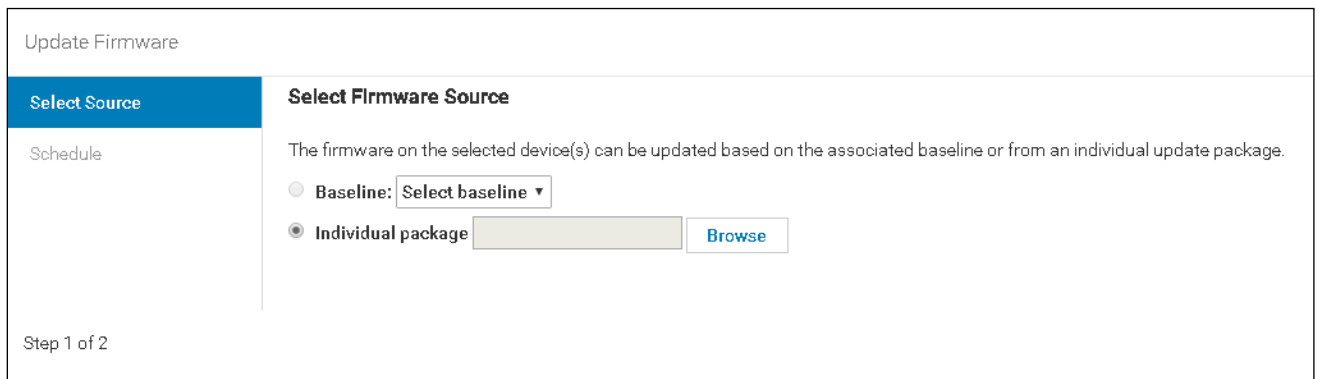 Update Firmware
Select Source
Schedule
Select Firmware Source
The firmware on the selected device(s) can be updated based on the associated baseline or from an individual update package.
Baseline: Select baseline
Individual package Browse
Step 1 of 2